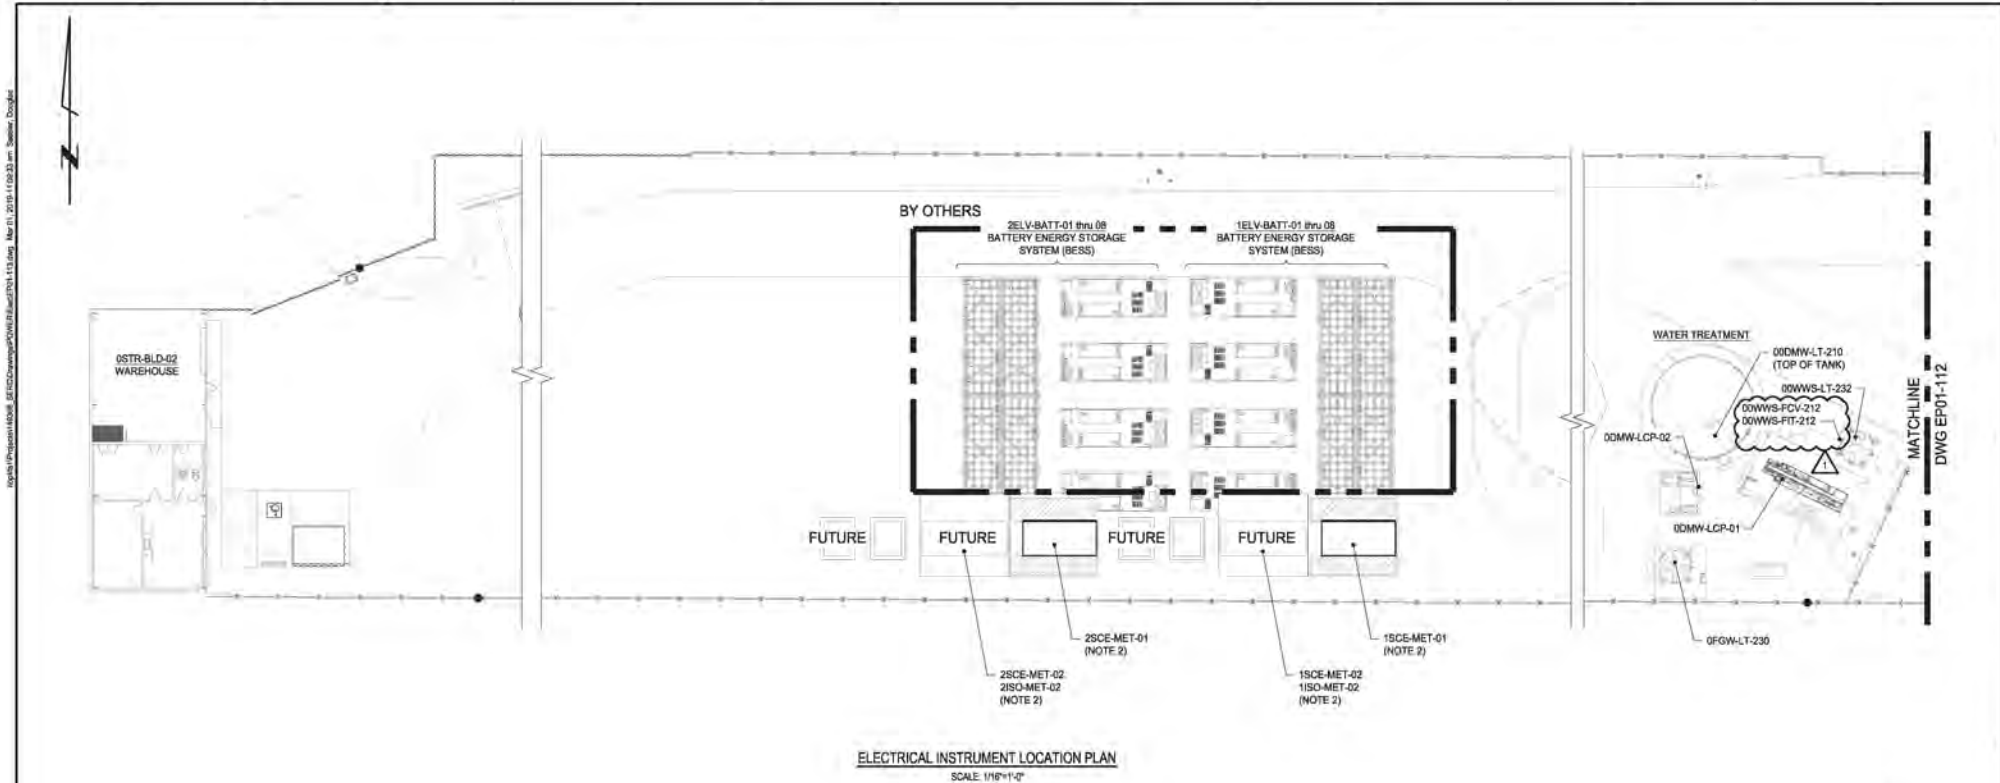 N
BY OTHERS
2ELV-BATT-01 thru 08
BATTERY ENERGY STORAGE
SYSTEM (BESS)
1ELV-BATT-01 thru 08
BATTERY ENERGY STORAGE
SYSTEM (BESS)
0STR-BLD-02
WAREHOUSE
WATER TREATMENT
00DMW-LT-210
(TOP OF TANK)
00WWS-LT-232
00WWS-FCV-212
00WWS-FIT-212
1
0DMW-LCP-02
0DMW-LCP-01
0FGW-LT-230
MATCHLINE
DWG EP01-112
FUTURE
FUTURE
FUTURE
FUTURE
2SCE-MET-01
(NOTE 2)
1SCE-MET-01
(NOTE 2)
2SCE-MET-02
2ISO-MET-02
(NOTE 2)
1SCE-MET-02
1ISO-MET-02
(NOTE 2)
ELECTRICAL INSTRUMENT LOCATION PLAN
SCALE: 1/16"=1'-0"